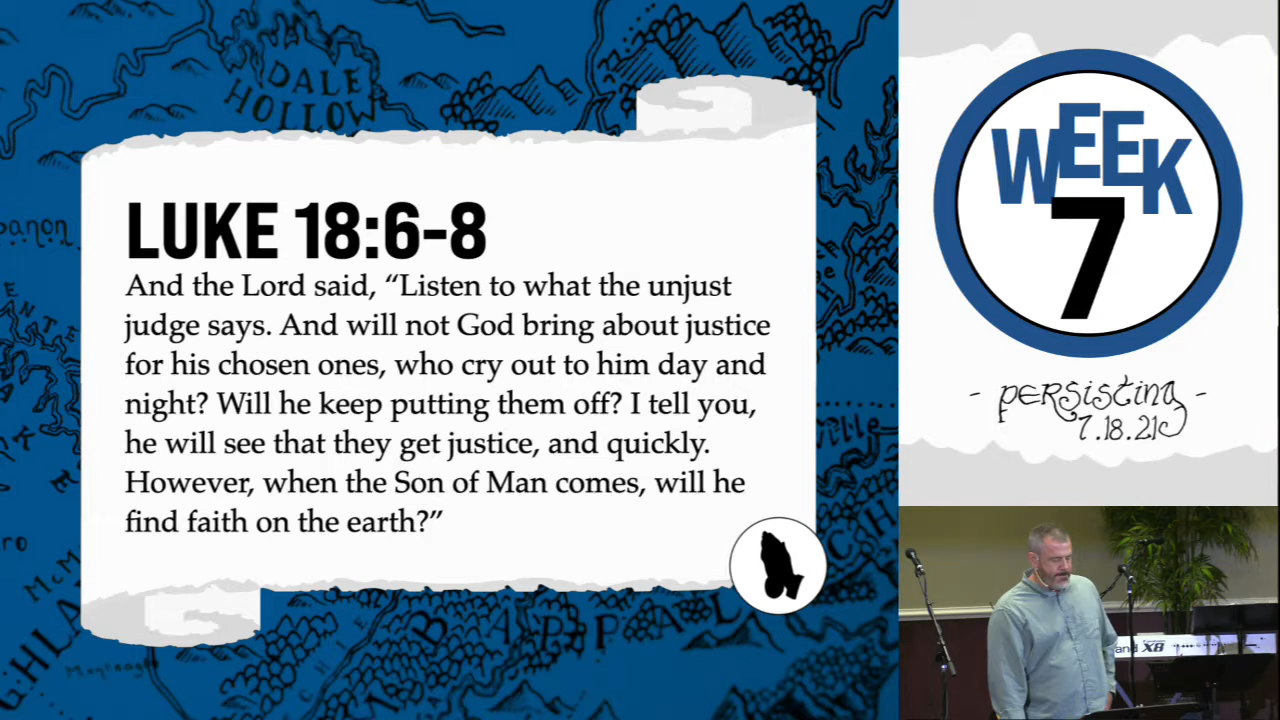 DALE
HOLLOW
LUKE 18:6-8
And the Lord said, “Listen to what the unjust
judge says. And will not God bring about justice
for his chosen ones, who cry out to him day and
night? Will he keep putting them off? I tell you,
he will see that they get justice, and quickly.
However, when the Son of Man comes, will he
find faith on the earth?”
WEEK
7
- PERSISTING -
7.18.21
X8